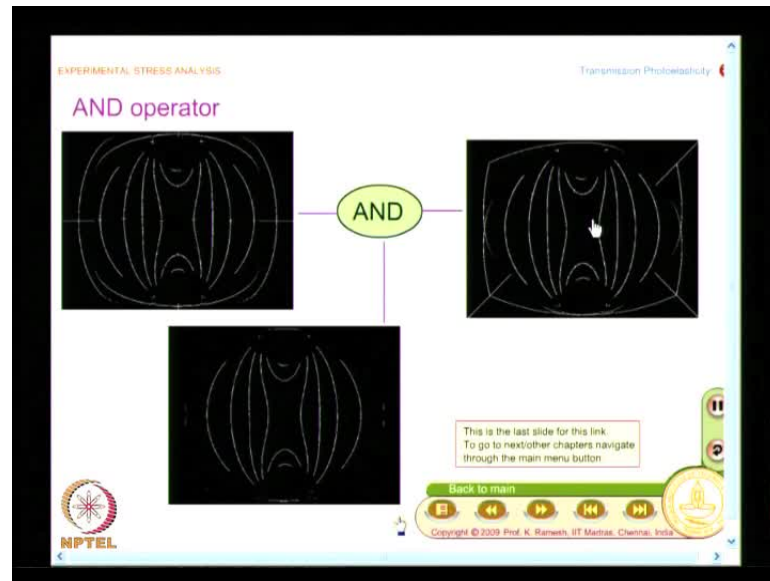 EXPERIMENTAL STRESS ANALYSIS
Transmission Photoelasticity
AND operator
AND
This is the last slide for this link.
To go to next/other chapters navigate
through the main menu button
Back to main
Copyright © 2009 Prof. K. Ramesh, IIT Madras, Chennai, India
NPTEL